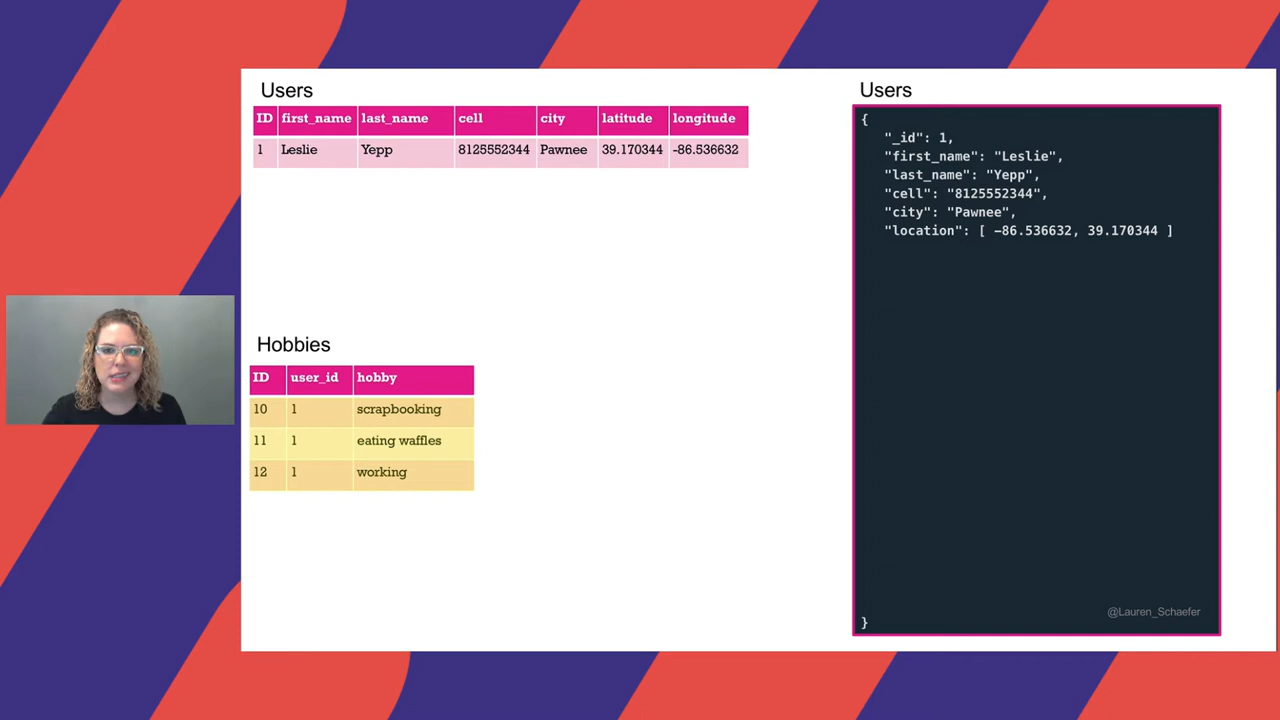 Users
ID first_name last_name cell city latitude longitude
1 Leslie Yepp 8125552344 Pawnee 39.170344 -86.536632
Hobbies
ID user_id hobby
10 1 scrapbooking
11 1 eating waffles
12 1 working
Users
{
"_id": 1,
"first_name": "Leslie",
"last_name": "Yepp",
"cell": "8125552344",
"city": "Pawnee",
"location": [ -86.536632, 39.170344 ]
@Lauren_Schaefer
}